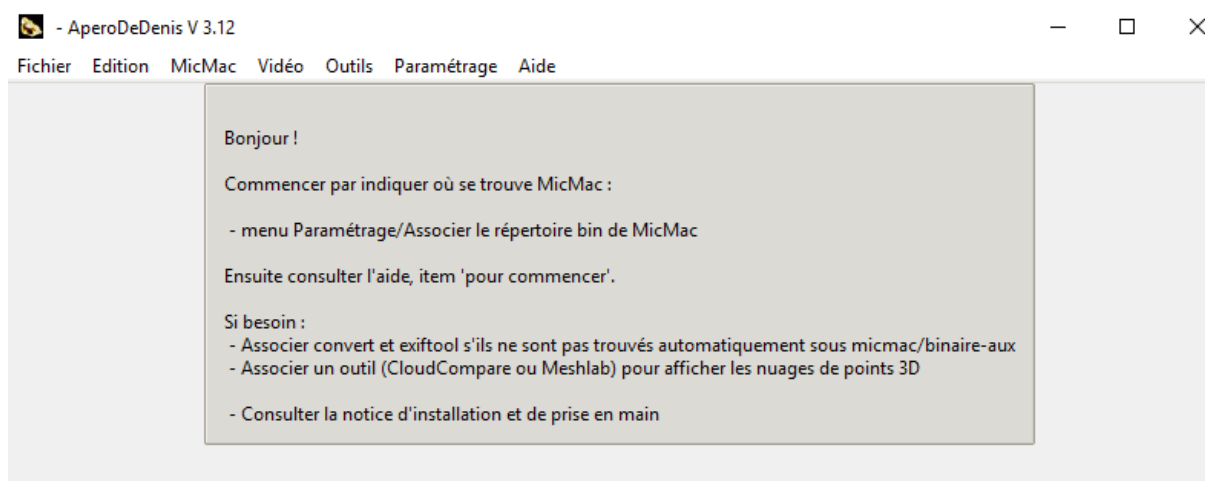 - AperoDeDenis V 3.12
Fichier Edition MicMac Vidéo Outils Paramétrage Aide
Bonjour !
Commencer par indiquer où se trouve MicMac :
- menu Paramétrage/Associer le répertoire bin de MicMac
Ensuite consulter l'aide, item 'pour commencer'.
Si besoin :
- Associer convert et exiftool s'ils ne sont pas trouvés automatiquement sous micmac/binaire-aux
- Associer un outil (CloudCompare ou Meshlab) pour afficher les nuages de points 3D
- Consulter la notice d'installation et de prise en main